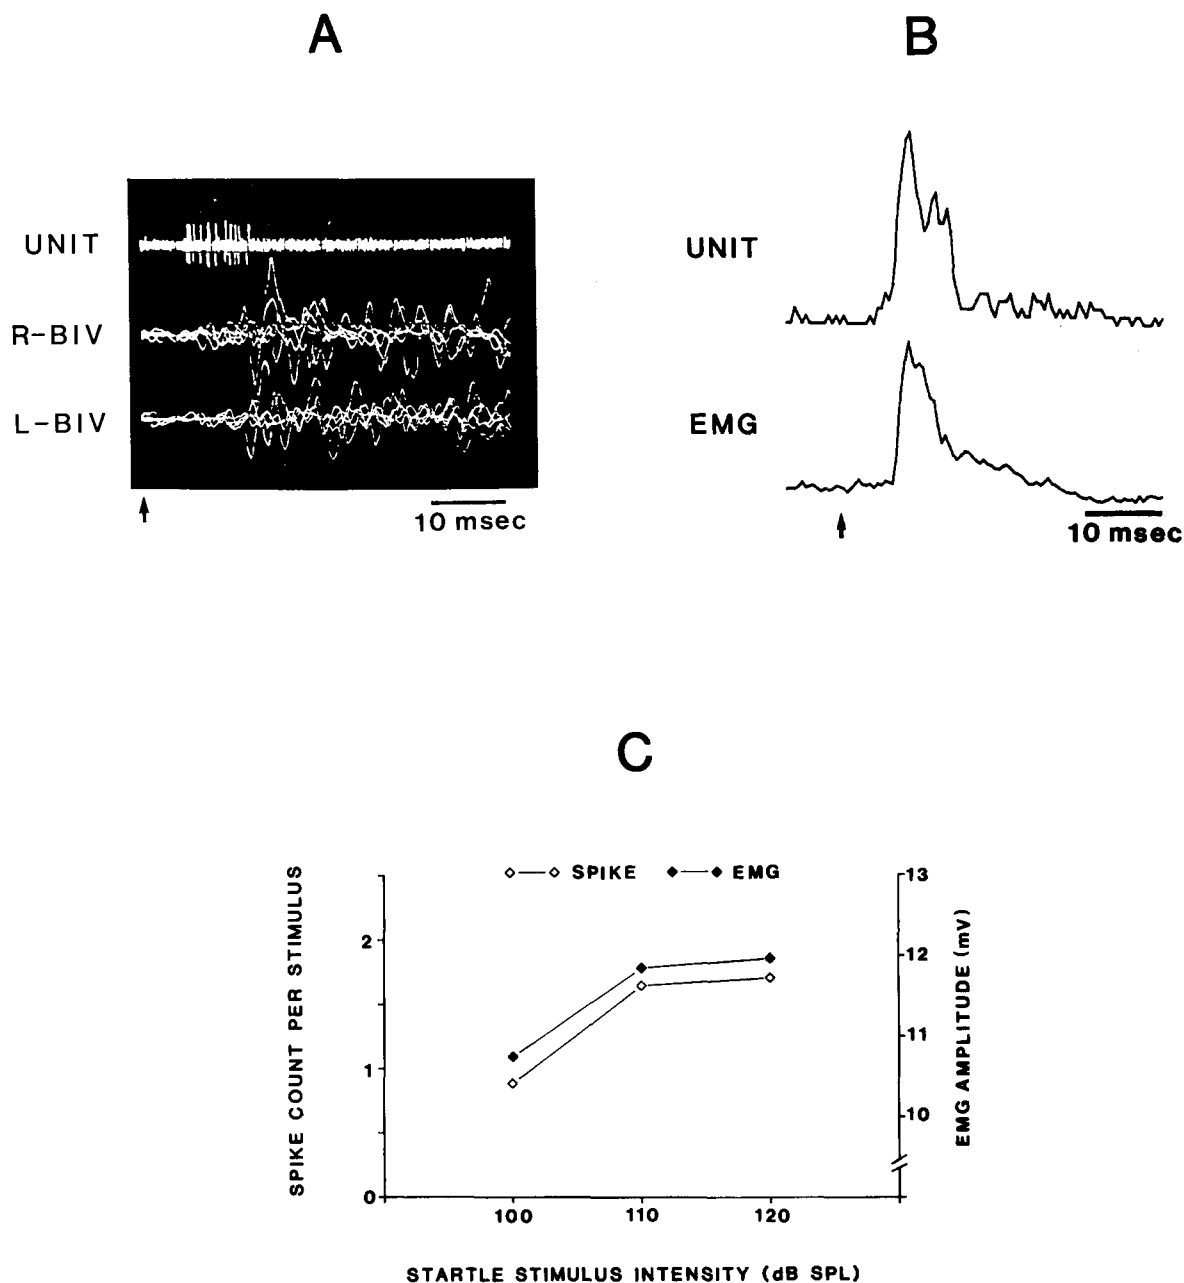 A
B
UNIT
R-BIV
L-BIV
10 msec
UNIT
EMG
10 msec
C
SPIKE
EMG
SPIKE COUNT PER STIMULUS
2
1
0
100
110
120
13
12
11
10
EMG AMPLITUDE (mV)
STARTLE STIMULUS INTENSITY (dB SPL)